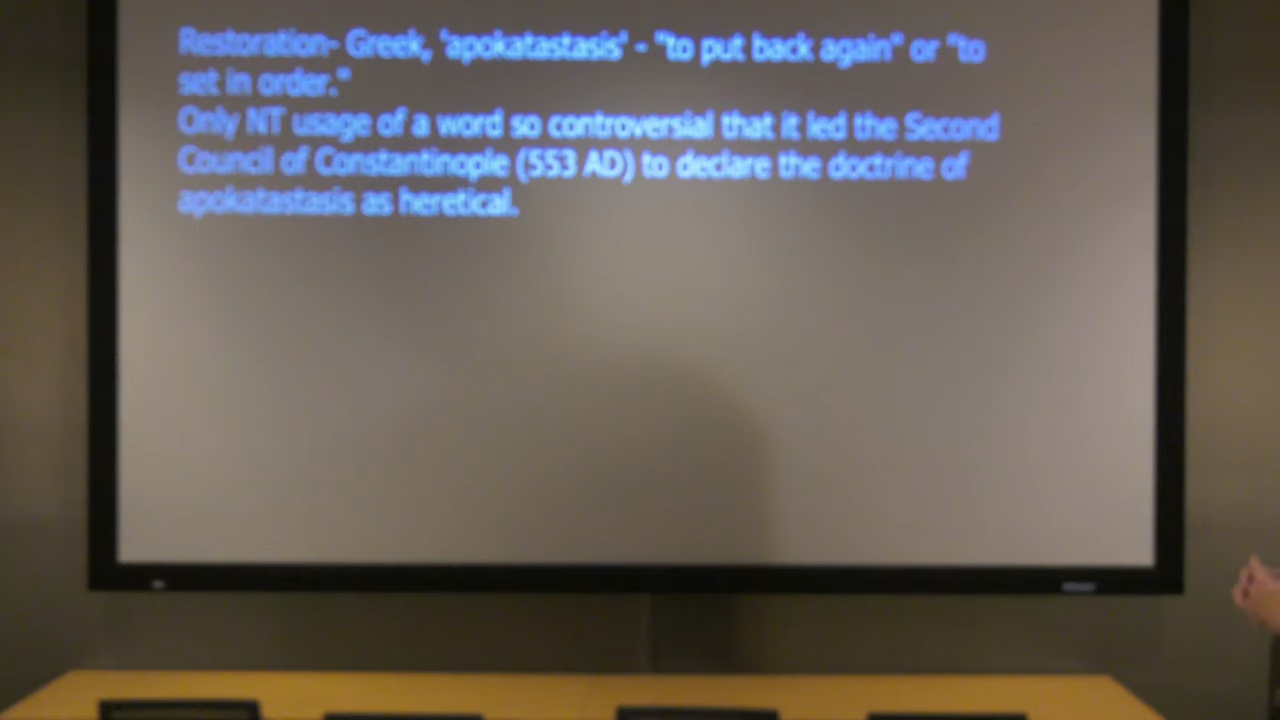 Restoration- Greek, 'apokatastasis' - "to put back again" or "to
set in order."
Only NT usage of a word so controversial that it led the Second
Council of Constantinople (553 AD) to declare the doctrine of
apokatastasis as heretical.